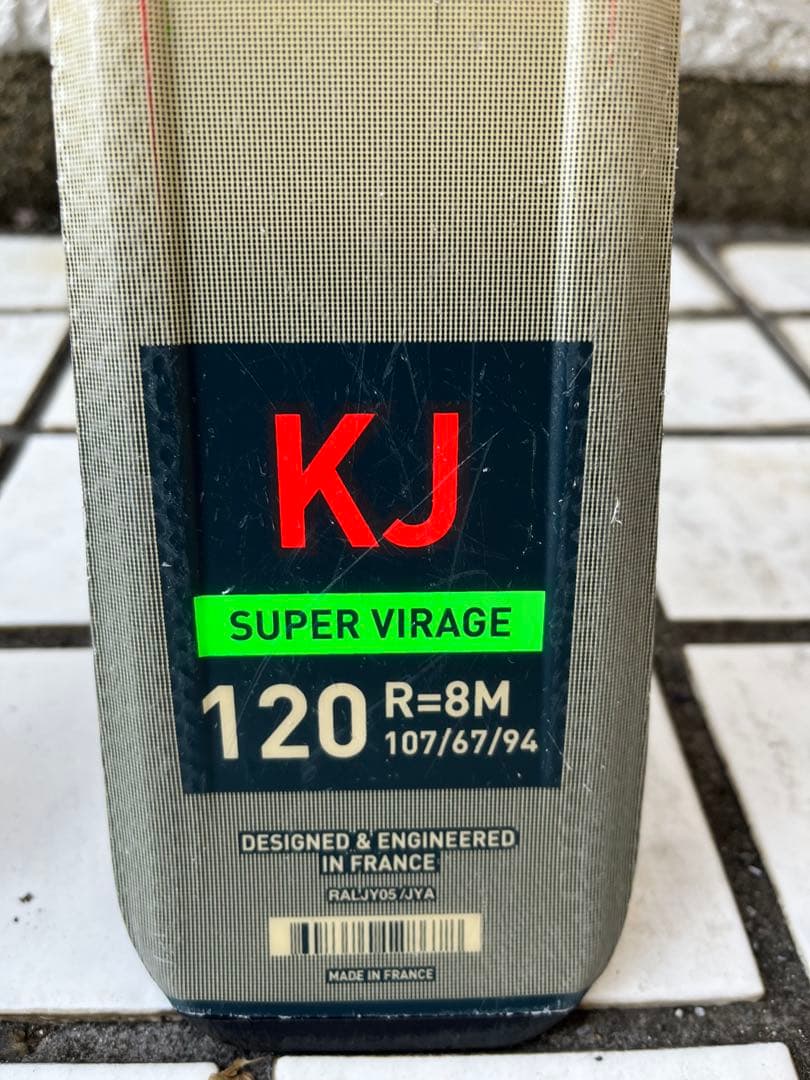 KJ
SUPER VIRAGE
120 R=8M
107/67/94
DESIGNED & ENGINEERED
IN FRANCE
RALJY05 /JYA
MADE IN FRANCE